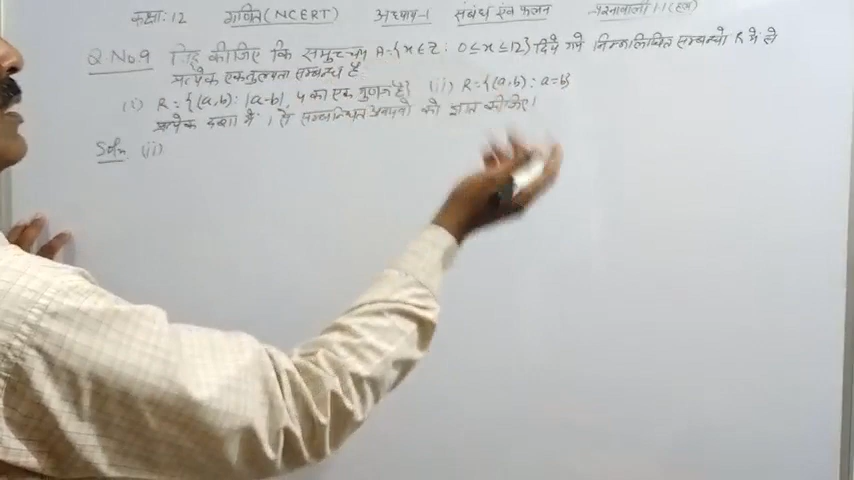 कक्षा: 12 गणित (NCERT) अध्याय-1 संबंध एवं फलन प्रश्नावली 1.1 (हल)
Q.No.9 सिद्ध कीजिए कि समुच्चय A={x∈Z : 0≤x≤12} दिये गये निम्नलिखित सम्बन्धों R में से
प्रत्येक एक तुल्यता सम्बन्ध है
(i) R = {(a,b): |a-b|, 4 का एक गुणज है} (ii) R = {(a,b) : a=b}
प्रत्येक दशा में 1 से सम्बन्धित अवयवों को ज्ञात कीजिए।
Soln. (ii)